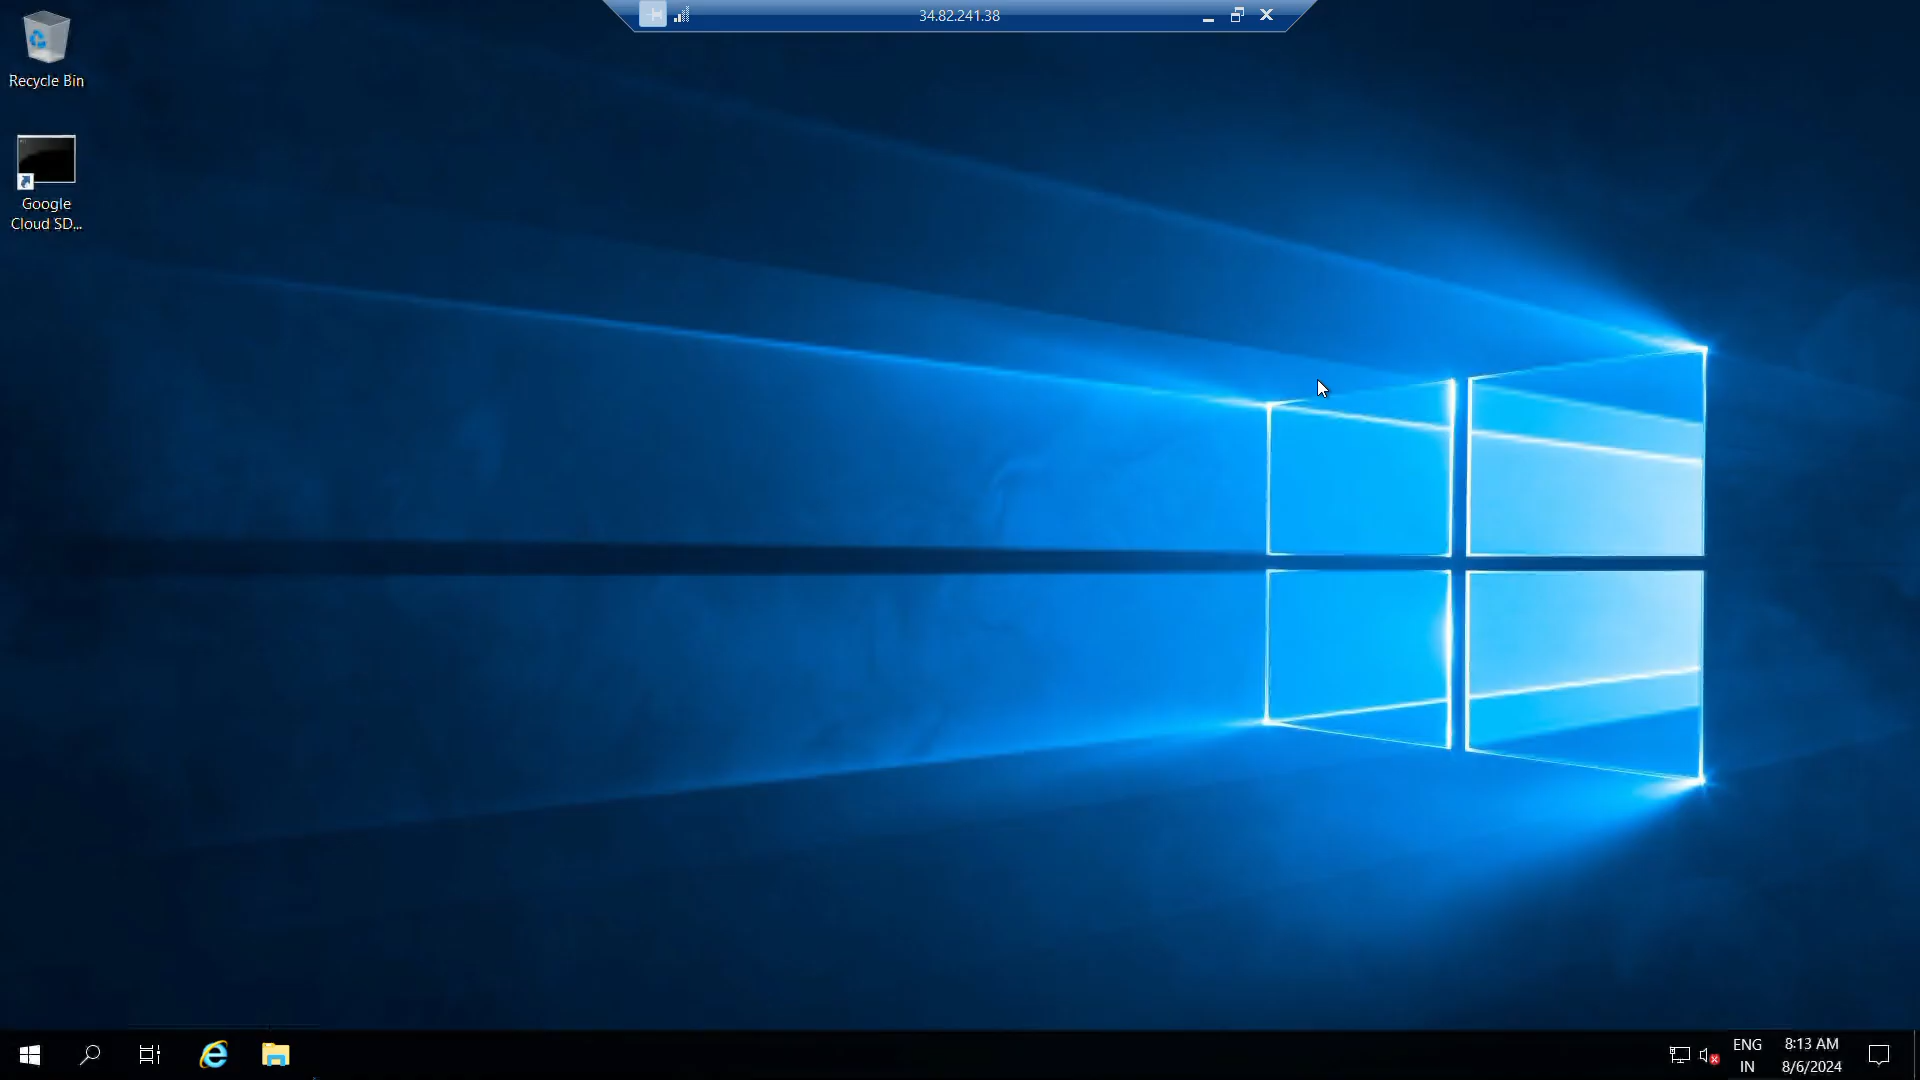 34.82.241.38
Recycle Bin
Google
Cloud SD...
ENG
IN
8:13 AM
8/6/2024